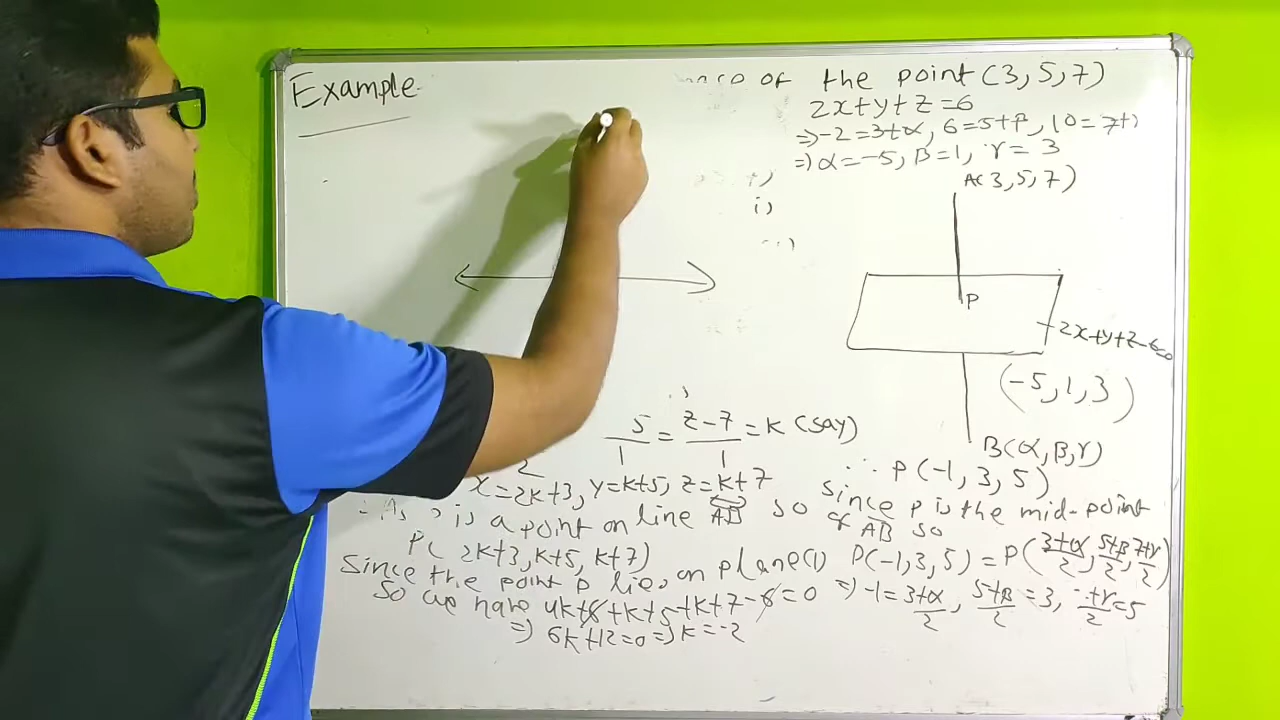 Example
of the point (3, 5, 7)
2x+y+z=6
=> -2=3+α, 6=5+β, 10=7+
=> α=-5, β=1, γ=3
A(3,5,7)
P
2x+y+z-6=0
(-5, 1, 3)
B(α, β, γ)
5/1 = z-7/1 = k (say)
2
x=2k+3, y=k+5, z=k+7
is a point on line AB so
P( 2k+3, k+5, k+7)
Since the point P lie, on plane(1)
So we have 4k+6+k+5+k+7-6=0
=> 6k+12=0 => k=-2
∴ P(-1, 3, 5)
Since P is the mid-point
of AB so
P(-1, 3, 5) = P(3+α/2, 5+β/2, 7+γ/2)
=> -1=3+α/2, 5+β/2=3, +γ/2=5